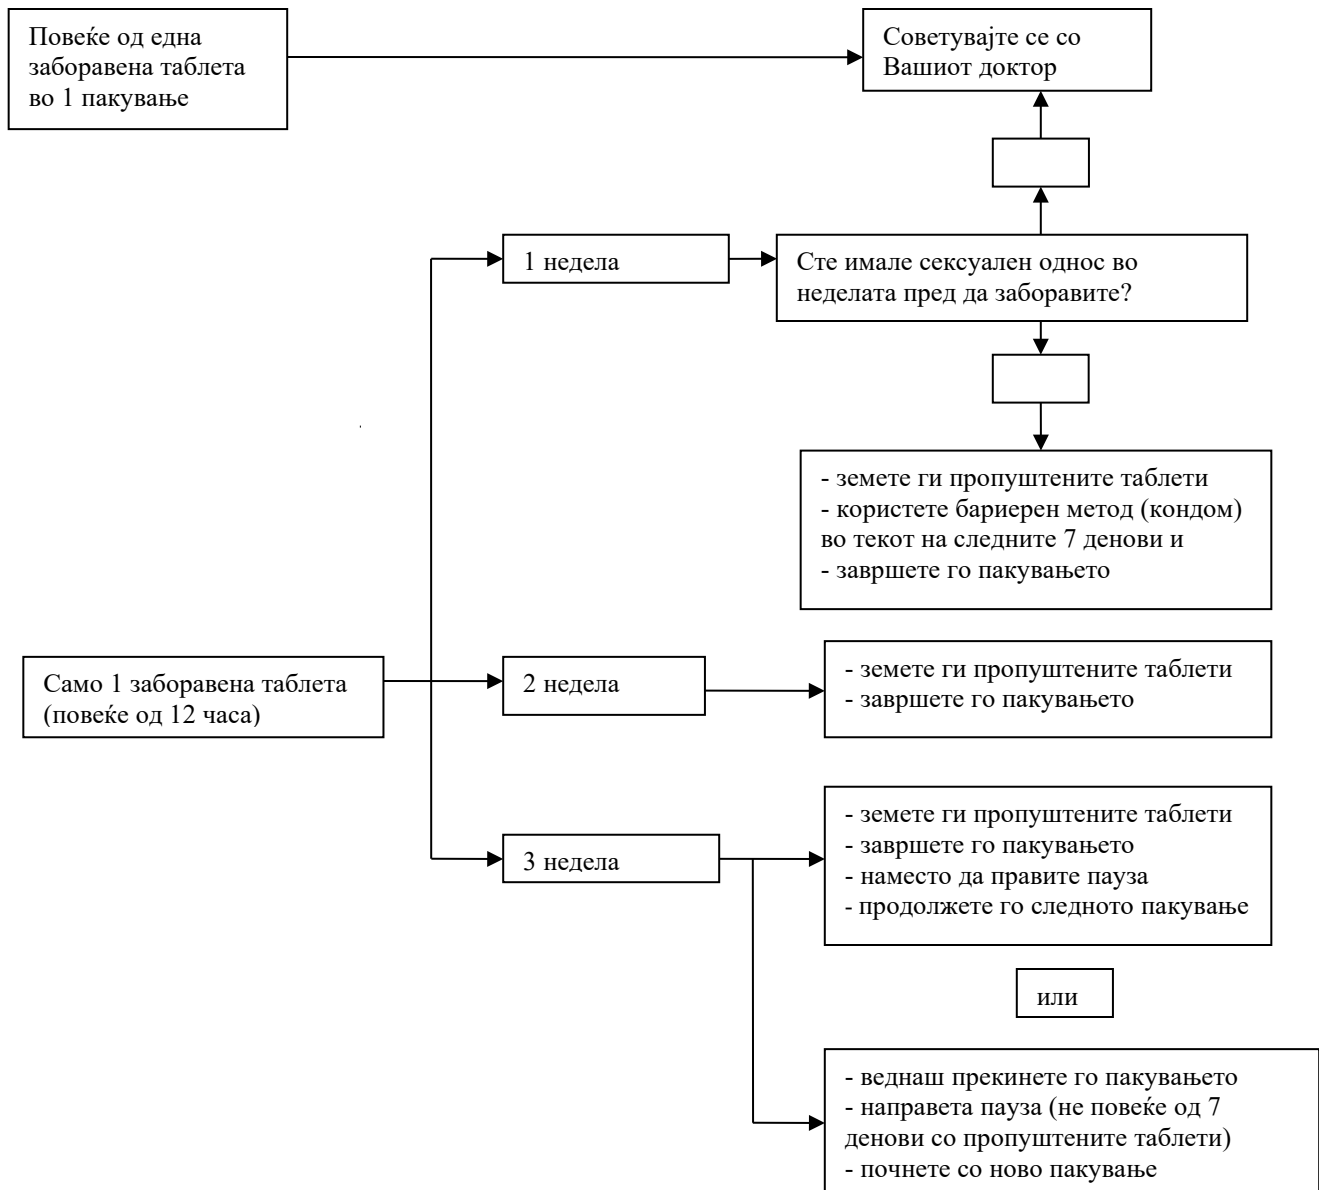 Повеќе од една
заборавена таблета
во 1 пакување
Советувајте се со
Вашиот доктор
1 недела
Сте имале сексуален однос во
неделата пред да заборавите?
- земете ги пропуштените таблети
- користете бариерен метод (кондом)
во текот на следните 7 денови и
- завршете го пакувањето
Само 1 заборавена таблета
(повеќе од 12 часа)
2 недела
- земете ги пропуштените таблети
- завршете го пакувањето
3 недела
- земете ги пропуштените таблети
- завршете го пакувањето
- наместо да правите пауза
- продолжете го следното пакување
или
- веднаш прекинете го пакувањето
- направета пауза (не повеќе од 7
денови со пропуштените таблети)
- почнете со ново пакување